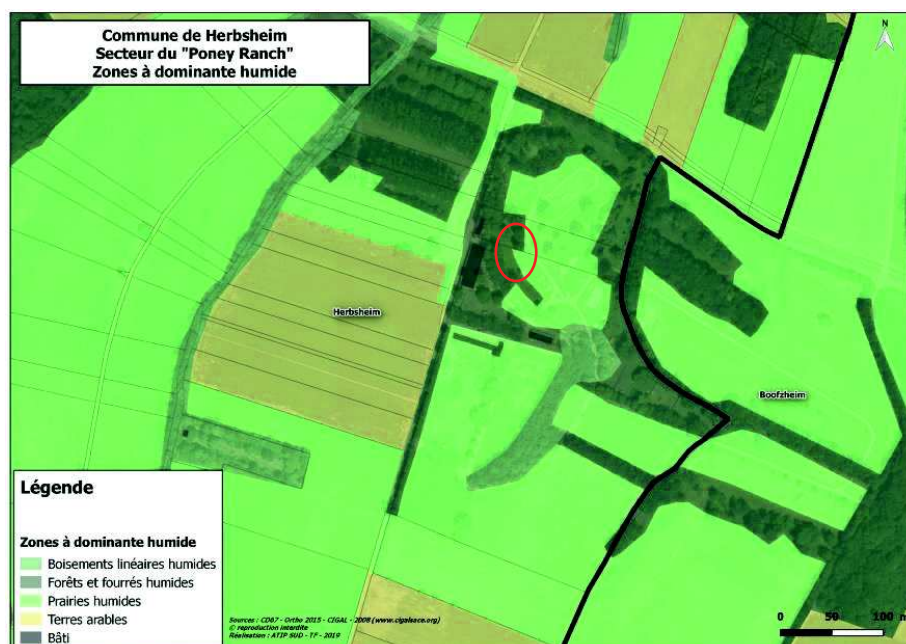 Commune de Herbsheim
Secteur du "Poney Ranch"
Zones à dominante humide
N
Herbsheim
Boofzheim
Légende
Zones à dominante humide
Boisements linéaires humides
Forêts et fourrés humides
Prairies humides
Terres arables
Bâti
Sources : CD67 - Ortho 2015 - CIGAL - 2008 (www.cigalsace.org)
© reproduction interdite
Réalisation : ATIP SUD - TF - 2019
0 50 100 m